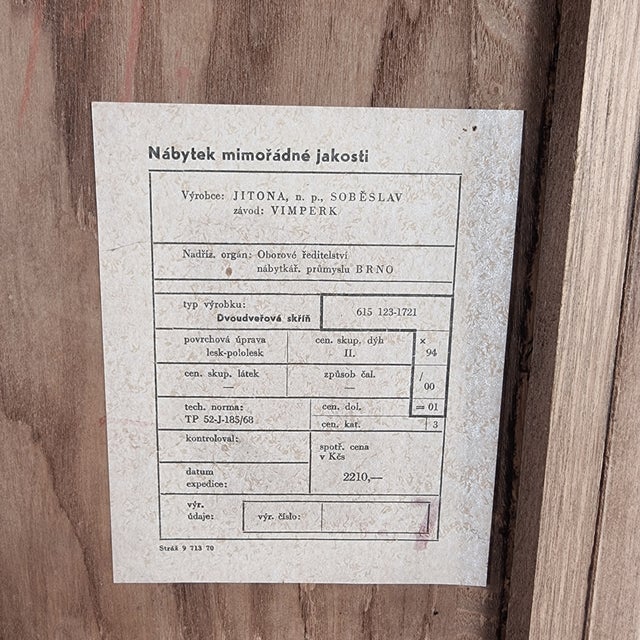 Nábytek mimořádné jakosti
Výrobce: JITONA, n. p., SOBĚSLAV
závod: VIMPERK
Nadříz. orgán: Oborové ředitelství
nábytkář. průmyslu BRNO
typ výrobku:
Dvoudveřová skříň
615 123-1721
povrchová úprava
lesk-pololesk
cen. skup. dýh
II.
×
94
cen. skup. látek
—
způsob čal.
—
/
00
tech. norma:
TP 52-J-185/68
cen. dol.
= 01
cen. kat.
3
kontroloval:
spotř. cena
v Kčs
2210,—
datum
expedice:
výr.
údaje:
výr. číslo:
Stráž 9 713 70